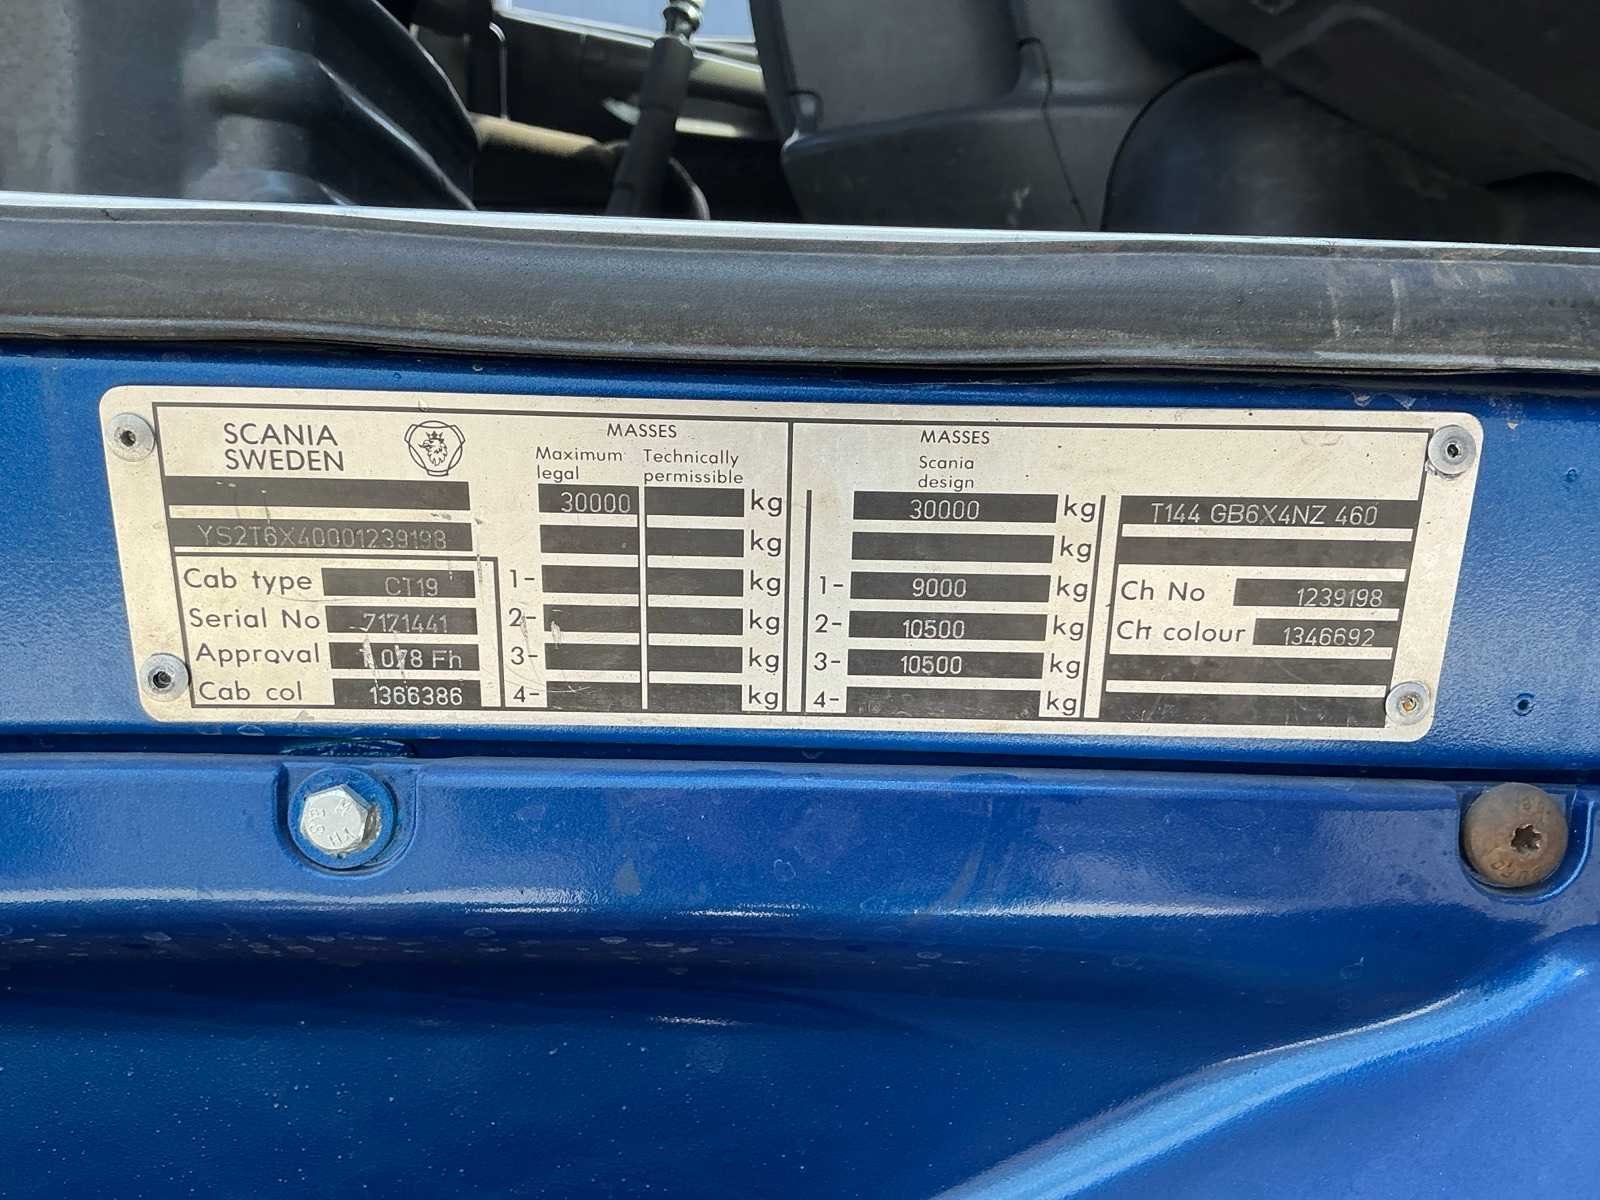 SCANIA
SWEDEN
YS2T6X40001239198
Cab type CT19
Serial No 7171441
Approval 078 Fh
Cab col 1366386
MASSES
Maximum legal
Technically permissible
30000 kg
kg
1- kg
2- kg
3- kg
4- kg
MASSES
Scania
design
30000 kg
kg
1- 9000 kg
2- 10500 kg
3- 10500 kg
4- kg
T144 GB6X4NZ 460
Ch No 1239198
Ch colour 1346692